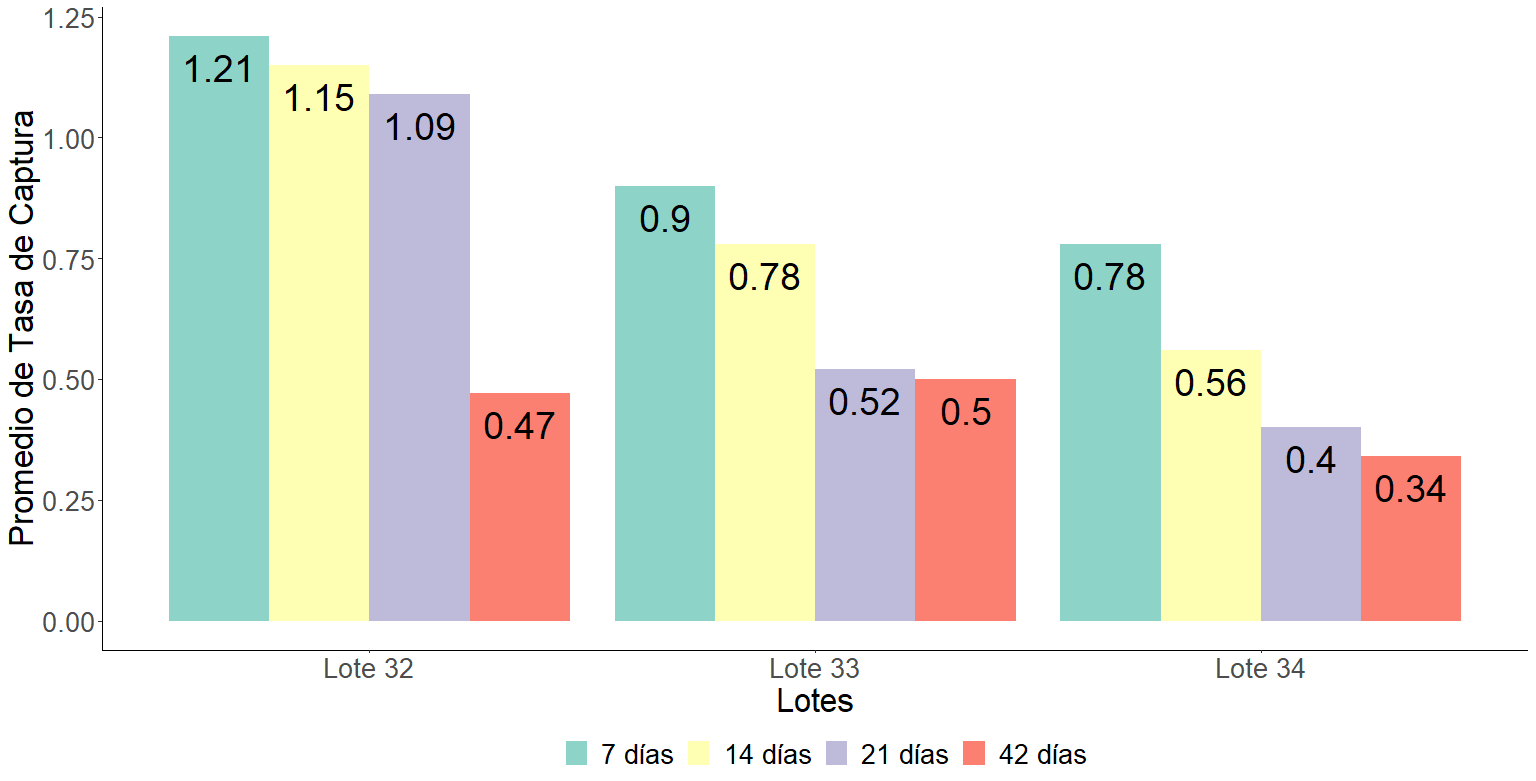 Promedio de Tasa de Captura
1.25
1.00
0.75
0.50
0.25
0.00
1.21
1.15
1.09
0.47
0.9
0.78
0.52
0.5
0.78
0.56
0.4
0.34
Lote 32
Lote 33
Lote 34
Lotes
7 días
14 días
21 días
42 días